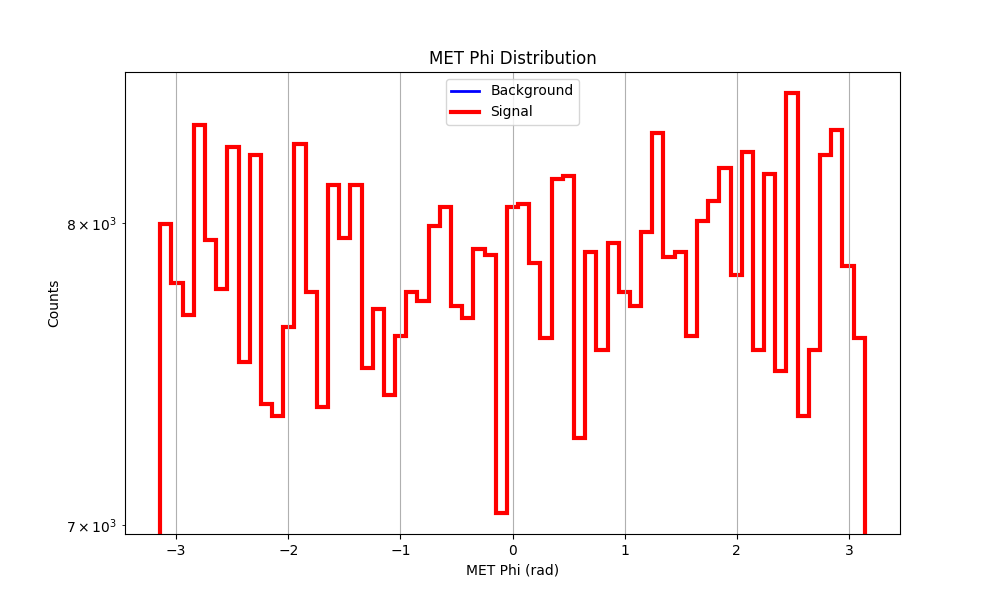 MET Phi Distribution
Background
Signal
8 × 10³
7 × 10³
Counts
−3 −2 −1 0 1 2 3
MET Phi (rad)